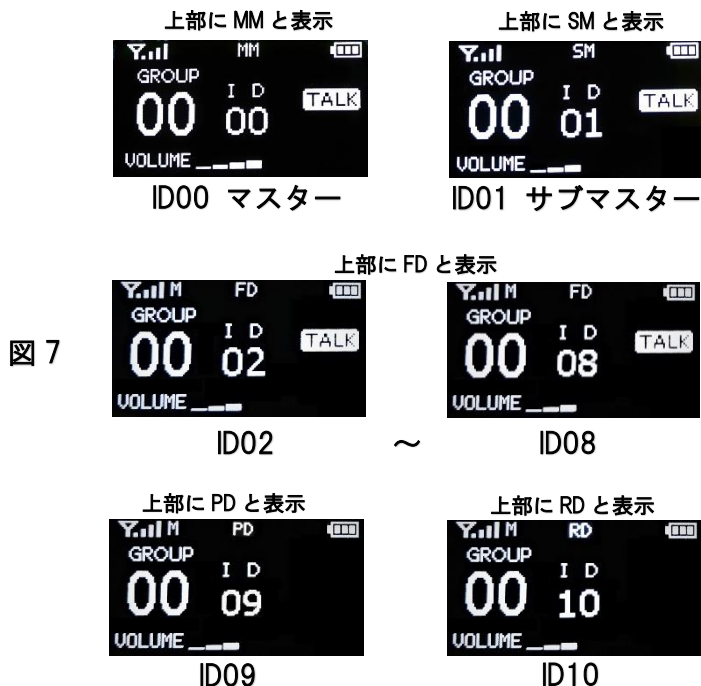 上部に MM と表示
上部に SM と表示
MM
GROUP
I D
00
00
TALK
VOLUME
SM
GROUP
I D
00
01
TALK
VOLUME
ID00 マスター
ID01 サブマスター
上部に FD と表示
図 7
M FD
GROUP
I D
00
02
TALK
VOLUME
M FD
GROUP
I D
00
08
TALK
VOLUME
ID02 ～ ID08
上部に PD と表示
上部に RD と表示
M PD
GROUP
I D
00
09
VOLUME
M RD
GROUP
I D
00
10
VOLUME
ID09
ID10